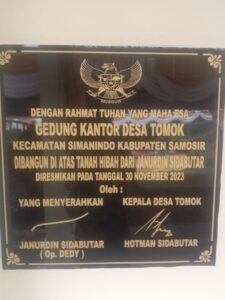 DENGAN RAHMAT TUHAN YANG MAHA ESA
GEDUNG KANTOR DESA TOMOK
KECAMATAN SIMANINDO KABUPATEN SAMOSIR
DIBANGUN DI ATAS TANAH HIBAH DARI JANURDIN SIDABUTAR
DIRESMIKAN PADA TANGGAL 30 NOVEMBER 2023
Oleh :
YANG MENYERAHKAN KEPALA DESA TOMOK
JANURDIN SIDABUTAR HOTMAN SIDABUTAR
( Op. DEDY )